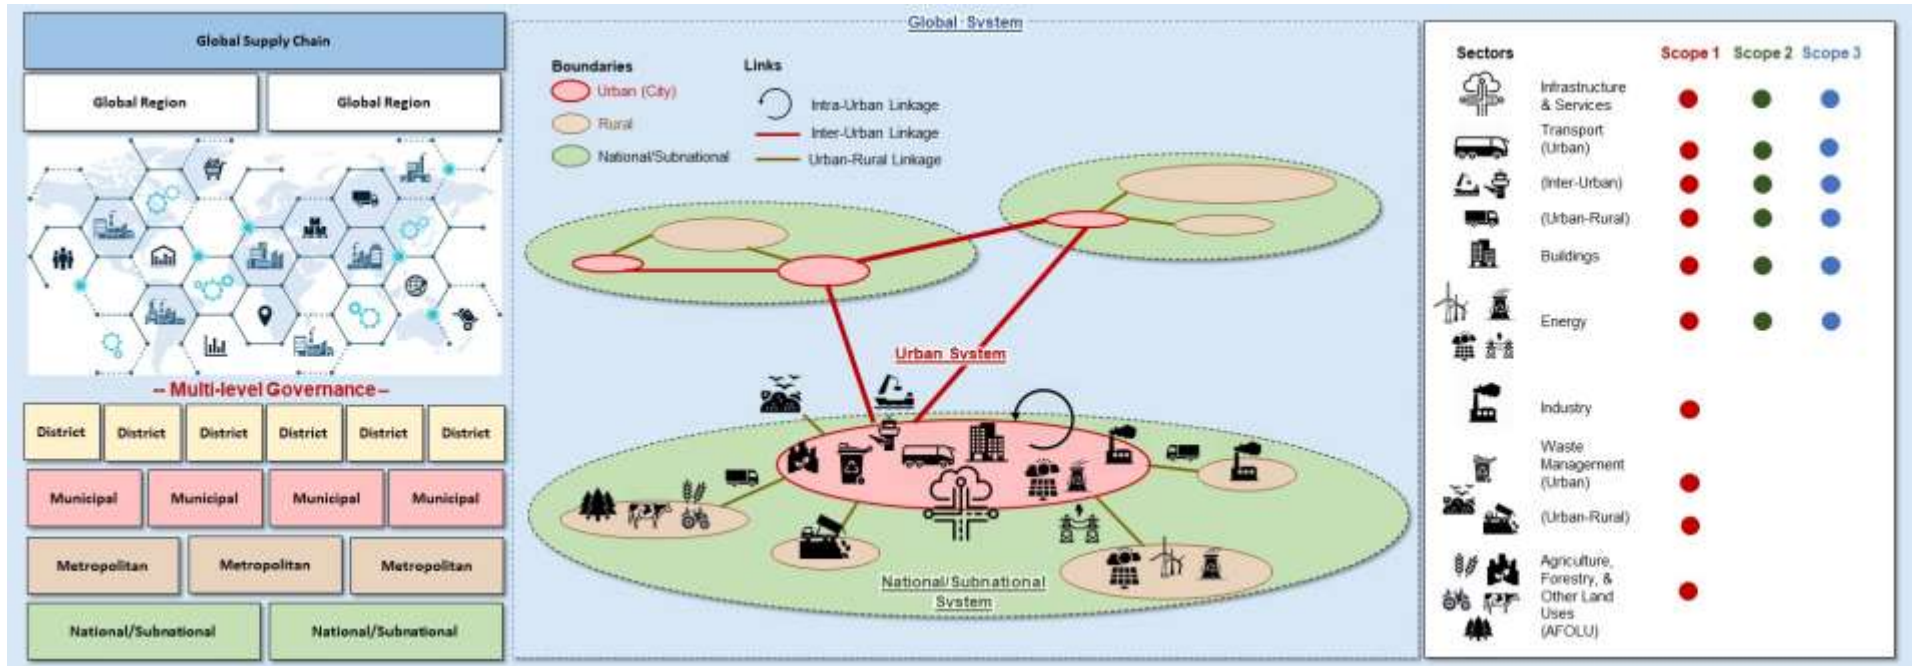 Global Supply Chain
Global Region
Global Region
-- Multi-level Governance--
District
District
District
District
District
District
Municipal
Municipal
Municipal
Municipal
Metropolitan
Metropolitan
Metropolitan
National/Subnational
National/Subnational
Global System
Boundaries
Urban (City)
Rural
National/Subnational
Links
Intra-Urban Linkage
Inter-Urban Linkage
Urban-Rural Linkage
Urban System
National/Subnational
System
Sectors
Scope 1
Scope 2
Scope 3
Infrastructure
& Services
Transport
(Urban)
(Inter-Urban)
(Urban-Rural)
Buildings
Energy
Industry
Waste
Management
(Urban)
(Urban-Rural)
Agriculture,
Forestry, &
Other Land
Uses
(AFOLU)